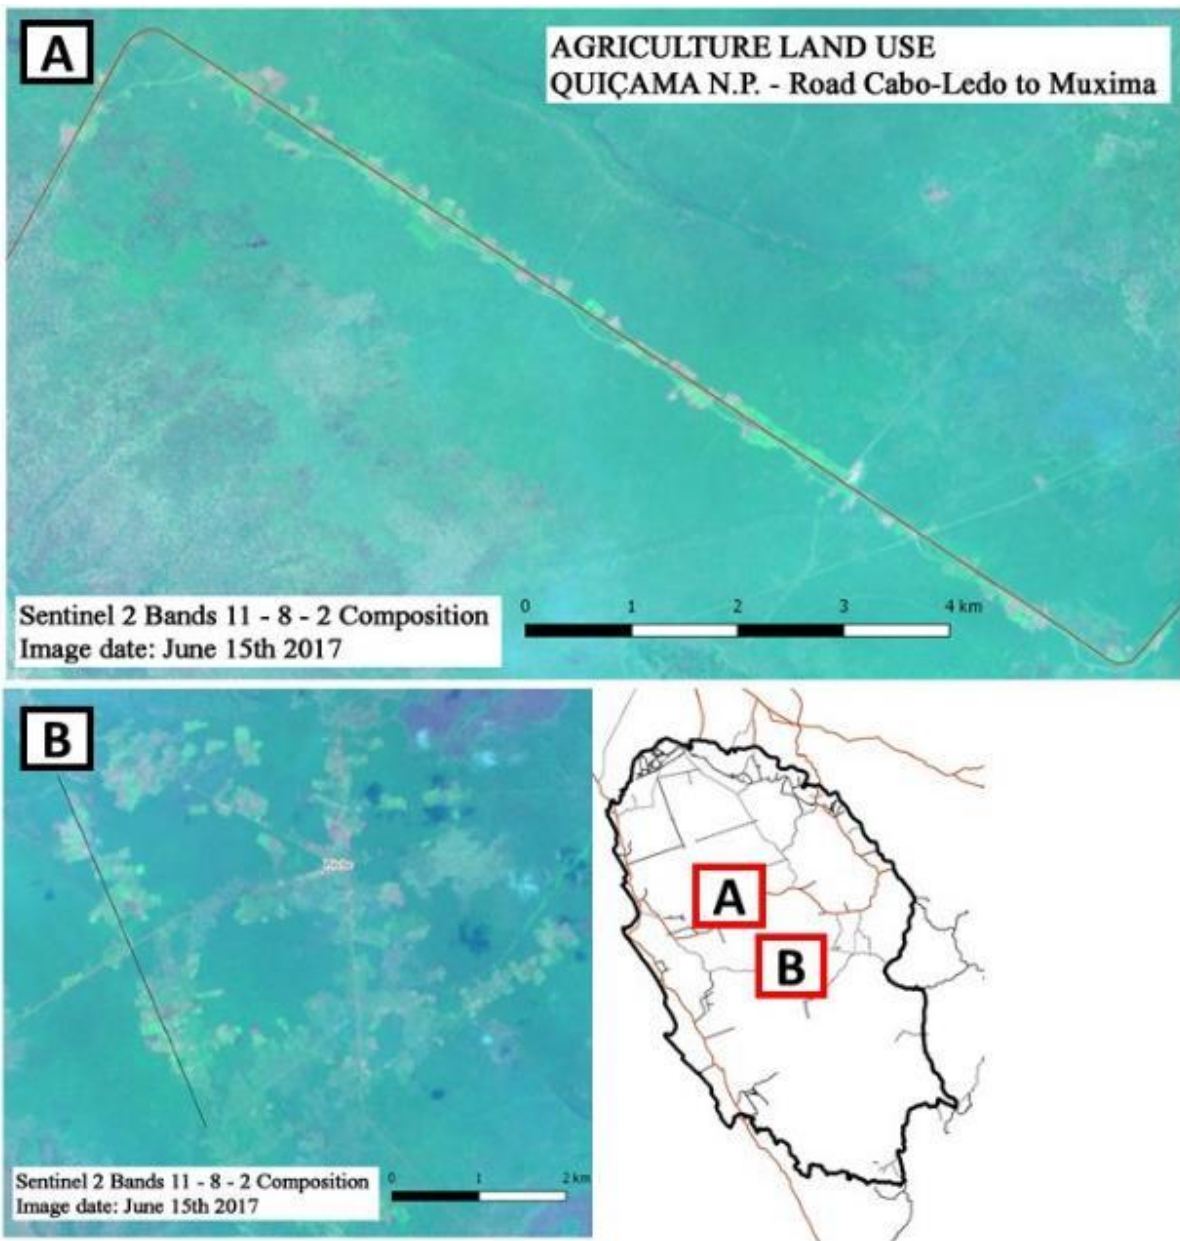 A
AGRICULTURE LAND USE
QUIÇAMA N.P. - Road Cabo-Ledo to Muxima
Sentinel 2 Bands 11 - 8 - 2 Composition
Image date: June 15th 2017
0 1 2 3 4 km
B
Sentinel 2 Bands 11 - 8 - 2 Composition
Image date: June 15th 2017
0 1 2 km
A
B